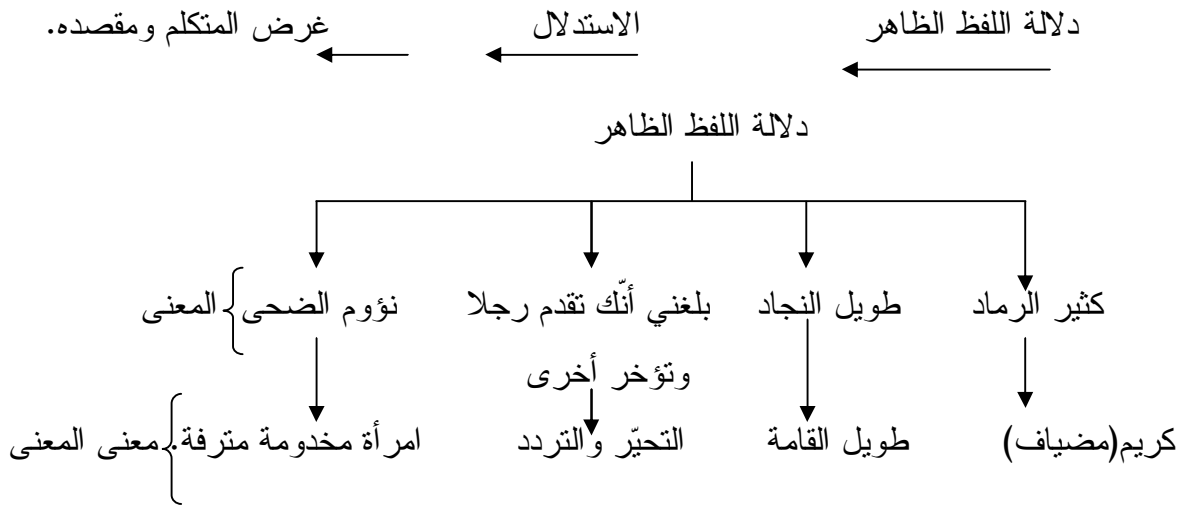 دلالة اللفظ الظاهر الاستدلال غرض المتكلم ومقصده.
دلالة اللفظ الظاهر
كثير الرماد طويل النجاد بلغني أنّك تقدم رجلا نؤوم الضحى المعنى
وتؤخر أخرى
كريم(مضياف) طويل القامة التحيّر والتردد امرأة مخدومة مترفة. معنى المعنى